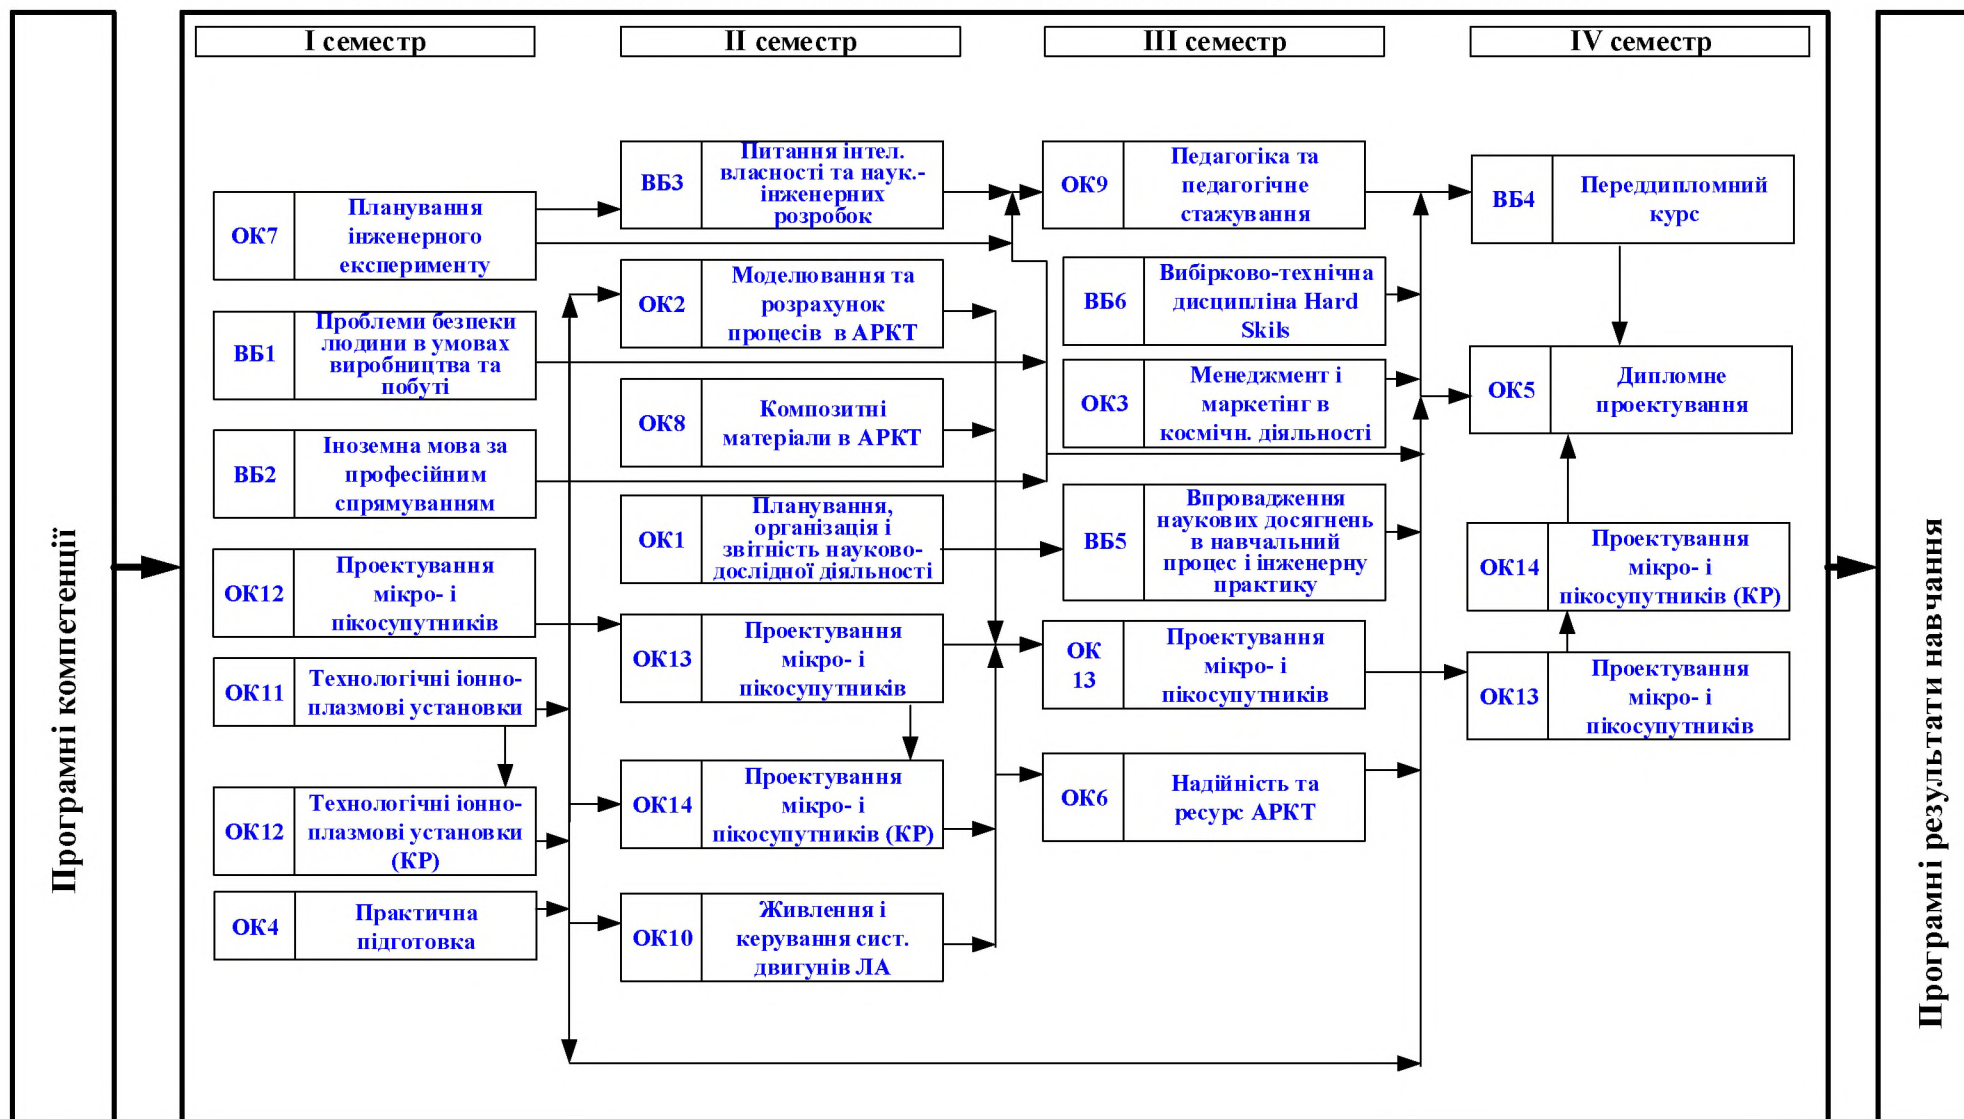 Програмні компетенції
I семестр
ОК7
Планування
інженерного
експерименту
ВБ1
Проблеми безпеки
людини в умовах
виробництва та
побуті
ВБ2
Іноземна мова за
професійним
спрямуванням
ОК12
Проектування
мікро- і
пікосупутників
ОК11
Технологічні іонно-
плазмові установки
ОК12
Технологічні іонно-
плазмові установки
(КР)
ОК4
Практична
підготовка
II семестр
ВБ3
Питання інтел.
власності та наук.-
інженерних
розробок
ОК2
Моделювання та
розрахунок
процесів в АРКТ
ОК8
Композитні
матеріали в АРКТ
ОК1
Планування,
організація і
звітність науково-
дослідної діяльності
ОК13
Проектування
мікро- і
пікосупутників
ОК14
Проектування
мікро- і
пікосупутників (КР)
ОК10
Живлення і
керування сист.
двигунів ЛА
III семестр
ОК9
Педагогіка та
педагогічне
стажування
ВБ6
Вибірково-технічна
дисципліна Hard
Skils
ОК3
Менеджмент і
маркетінг в
космічн. діяльності
ВБ5
Впровадження
наукових досягнень
в навчальний
процес і інженерну
практику
ОК
13
Проектування
мікро- і
пікосупутників
ОК6
Надійність та
ресурс АРКТ
IV семестр
ВБ4
Переддипломний
курс
ОК5
Дипломне
проектування
ОК14
Проектування
мікро- і
пікосупутників (КР)
ОК13
Проектування
мікро- і
пікосупутників
Програмні результати навчання